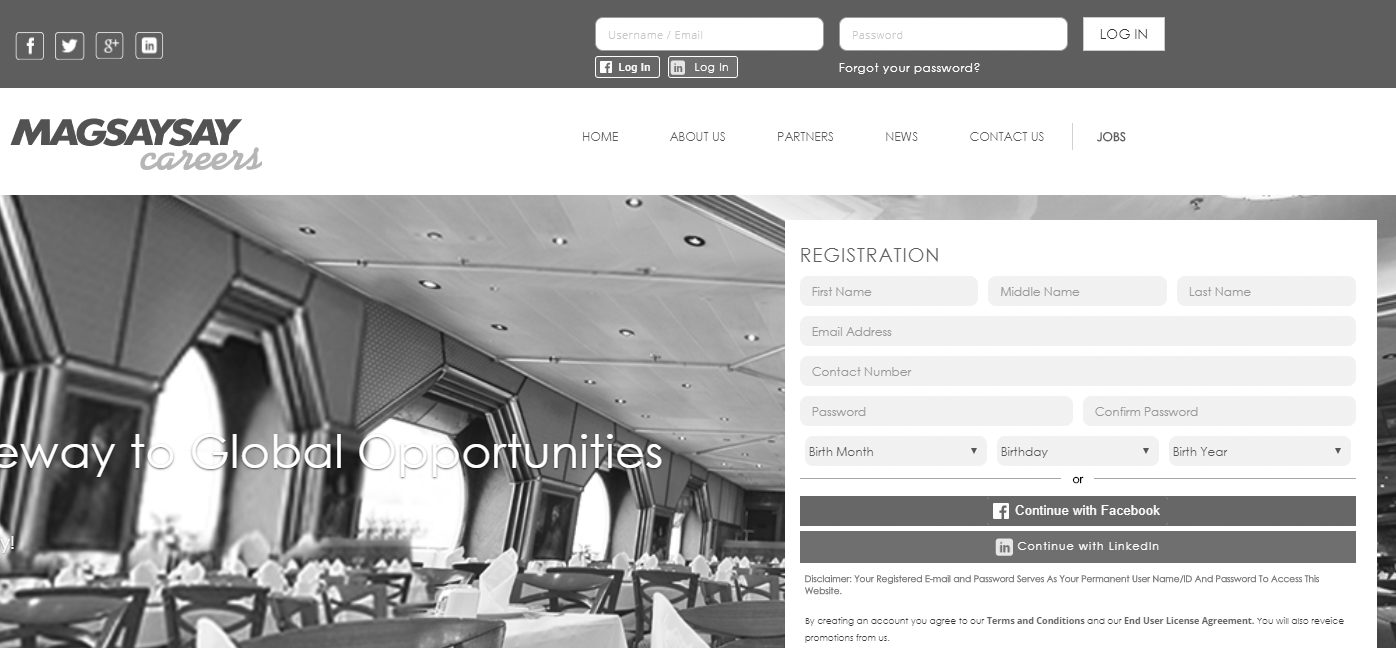 Username / Email
Password
LOG IN
f Log In
in Log In
Forgot your password?
MAGSAYSAY
careers
HOME
ABOUT US
PARTNERS
NEWS
CONTACT US
JOBS
eway to Global Opportunities
y!
REGISTRATION
First Name
Middle Name
Last Name
Email Address
Contact Number
Password
Confirm Password
Birth Month
Birthday
Birth Year
or
Continue with Facebook
in Continue with LinkedIn
Disclaimer: Your Registered E-mail and Password Serves As Your Permanent User Name/ID And Password To Access This
Website.
By creating an account you agree to our Terms and Conditions and our End User License Agreement. You will also reveice
promotions from us.